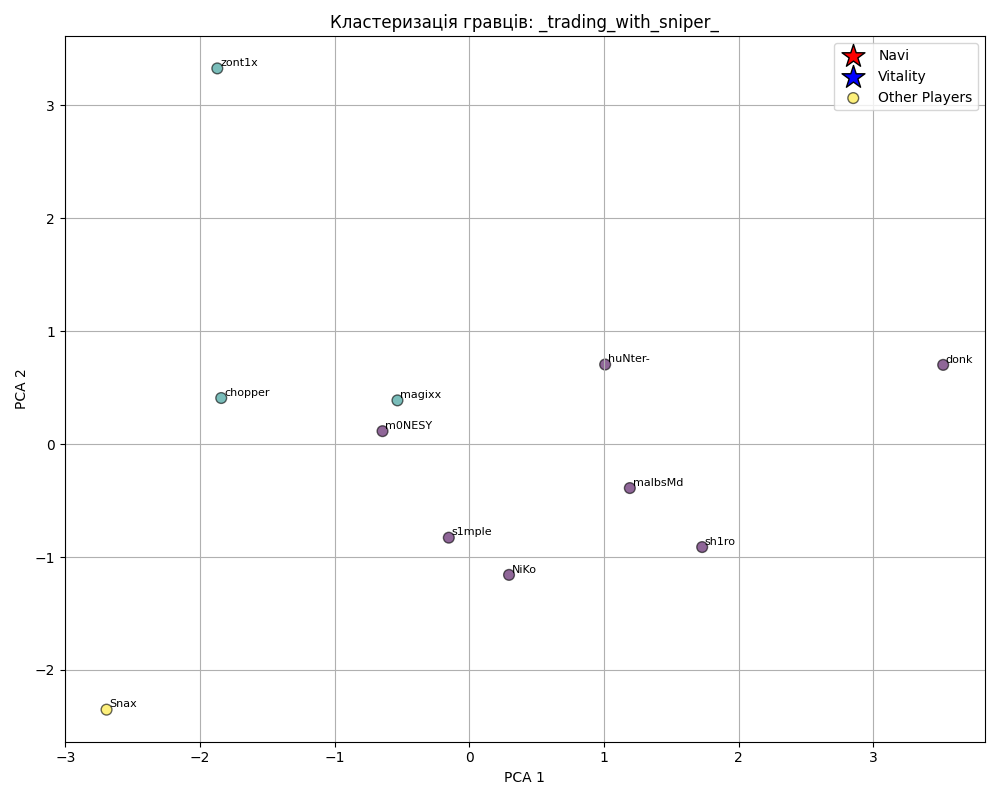 Кластеризація гравців: _trading_with_sniper_
Navi
Vitality
Other Players
zont1x
chopper
magixx
m0NESY
huNter-
donk
malbsMd
s1mple
sh1ro
NiKo
Snax
PCA 2
3
2
1
0
−1
−2
−3
−2
−1
0
1
2
3
PCA 1